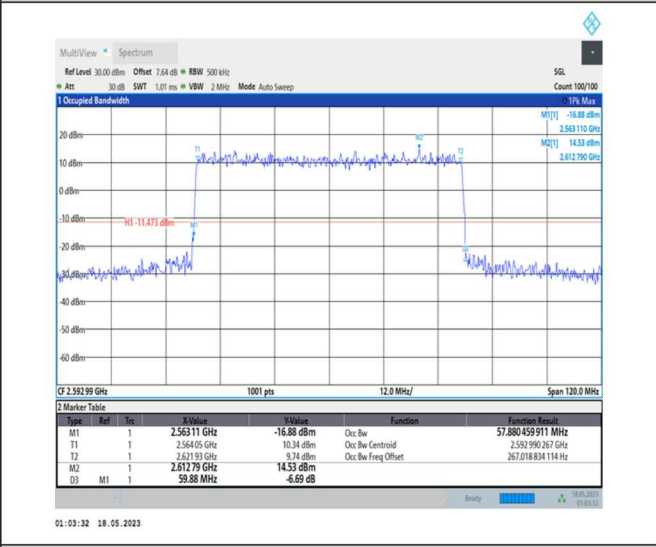 MultiView Spectrum
Ref Level 30.00 dBm Offset 7.64 dB RBW 500 kHz SGL
Att 30 dB SWT 1.01 ms VBW 2 MHz Mode Auto Sweep Count 100/100
1 Occupied Bandwidth 1Pk Max
M1[1] -16.88 dBm
2.563 110 GHz
M2[1] 14.53 dBm
2.612 790 GHz
20 dBm
M2
T1 T2
10 dBm
0 dBm
-10 dBm
H1 -11.473 dBm M1
-20 dBm
-30 dBm
-40 dBm
-50 dBm
-60 dBm
CF 2.592 99 GHz 1001 pts 12.0 MHz/ Span 120.0 MHz
2 Marker Table
Type Ref Trc X-Value Y-Value Function Function Result
M1 1 2.563 11 GHz -16.88 dBm Occ Bw 57.880 459 911 MHz
T1 1 2.564 05 GHz 10.34 dBm Occ Bw Centroid 2.592 990 267 GHz
T2 1 2.621 93 GHz 9.74 dBm Occ Bw Freq Offset 267.018 834 114 Hz
M2 1 2.612 79 GHz 14.53 dBm
D3 M1 1 59.88 MHz -6.69 dB
Ready 18.05.2023
01:03:32
01:03:32 18.05.2023